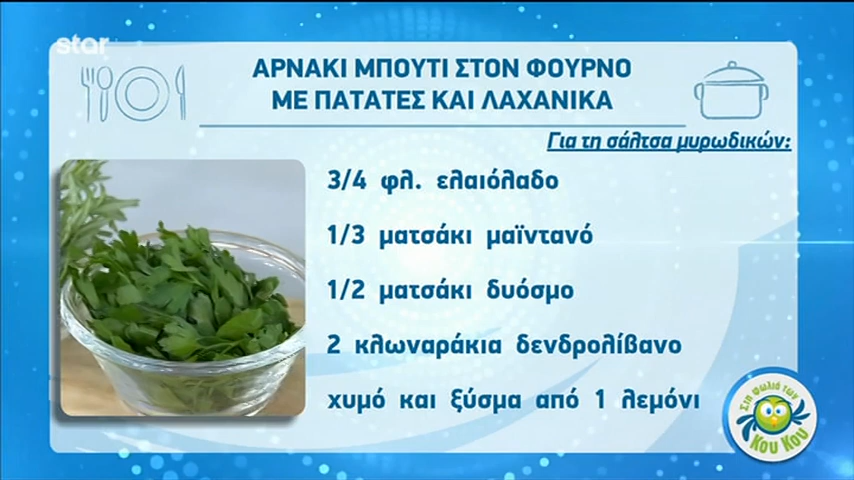 star
ΑΡΝΑΚΙ ΜΠΟΥΤΙ ΣΤΟΝ ΦΟΥΡΝΟ
ΜΕ ΠΑΤΑΤΕΣ ΚΑΙ ΛΑΧΑΝΙΚΑ
Για τη σάλτσα μυρωδικών:
3/4 φλ. ελαιόλαδο
1/3 ματσάκι μαϊντανό
1/2 ματσάκι δυόσμο
2 κλωναράκια δενδρολίβανο
χυμό και ξύσμα από 1 λεμόνι
Στη φωλιά των
Κου Κου